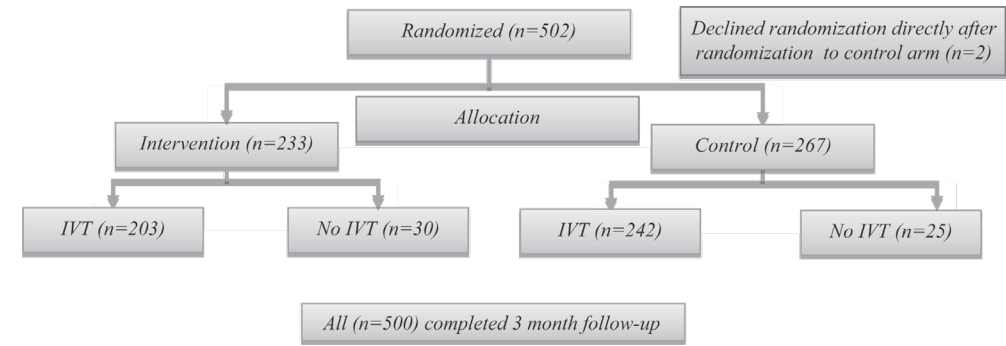 Randomized (n=502)
Declined randomization directly after
randomization to control arm (n=2)
Allocation
Intervention (n=233)
Control (n=267)
IVT (n=203)
No IVT (n=30)
IVT (n=242)
No IVT (n=25)
All (n=500) completed 3 month follow-up